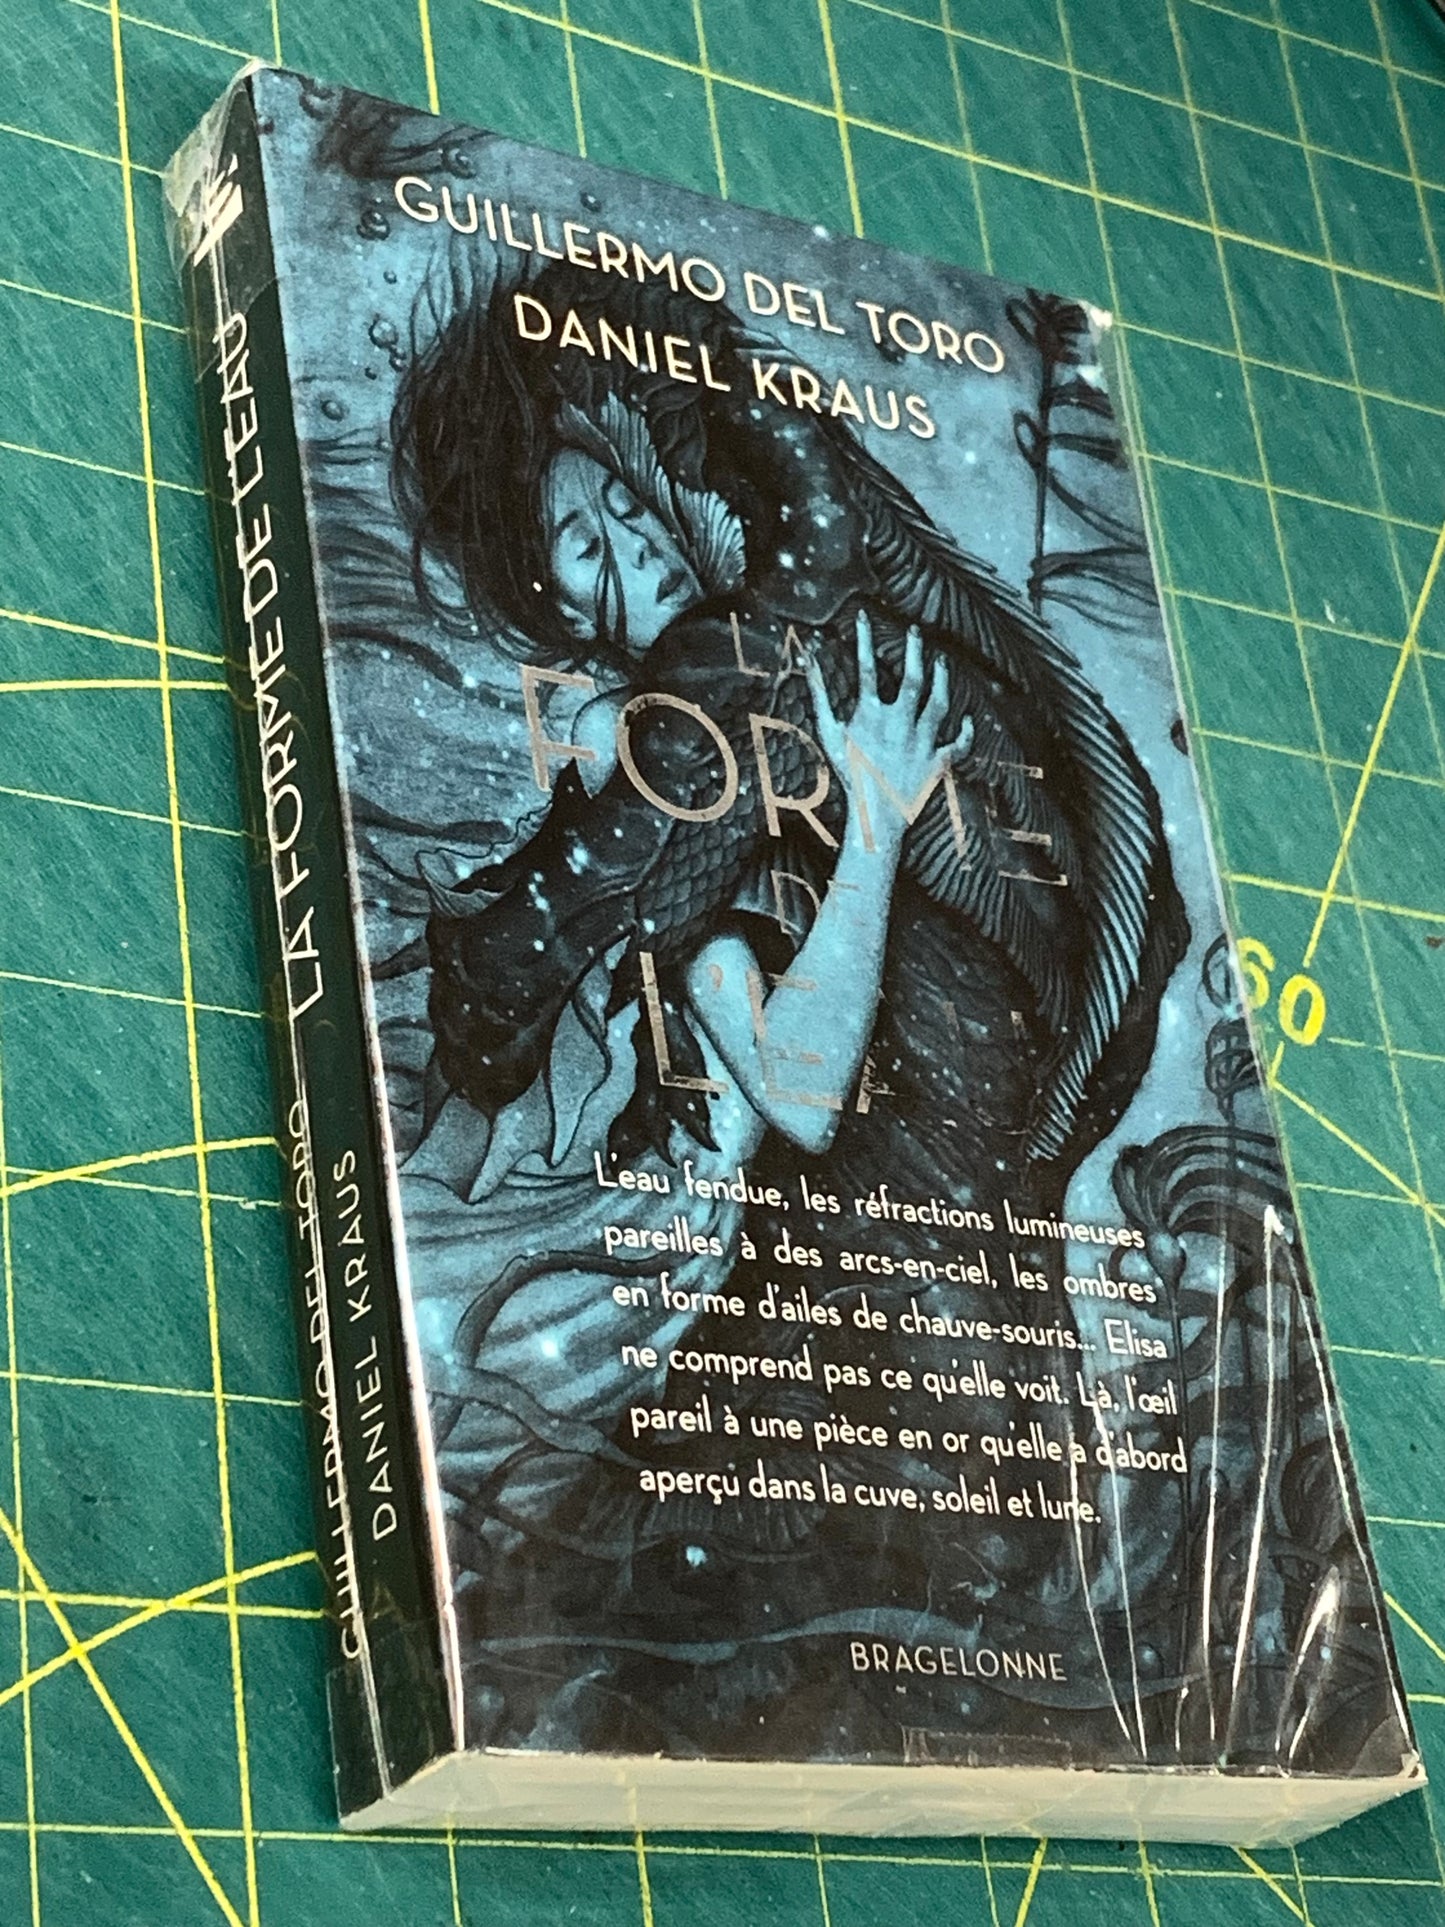 GUILLERMO DEL TORO
DANIEL KRAUS
LA
FORME
DE
L'EAU
L'eau fendue, les réfractions lumineuses
pareilles à des arcs-en-ciel, les ombres
en forme d'ailes de chauve-souris... Elisa
ne comprend pas ce qu'elle voit. Là, l'œil
pareil à une pièce en or qu'elle a d'abord
aperçu dans la cuve, soleil et lune.
BRAGELONNE
LA FORME DE L'EAU
GUILLERMO DEL TORO
DANIEL KRAUS
60